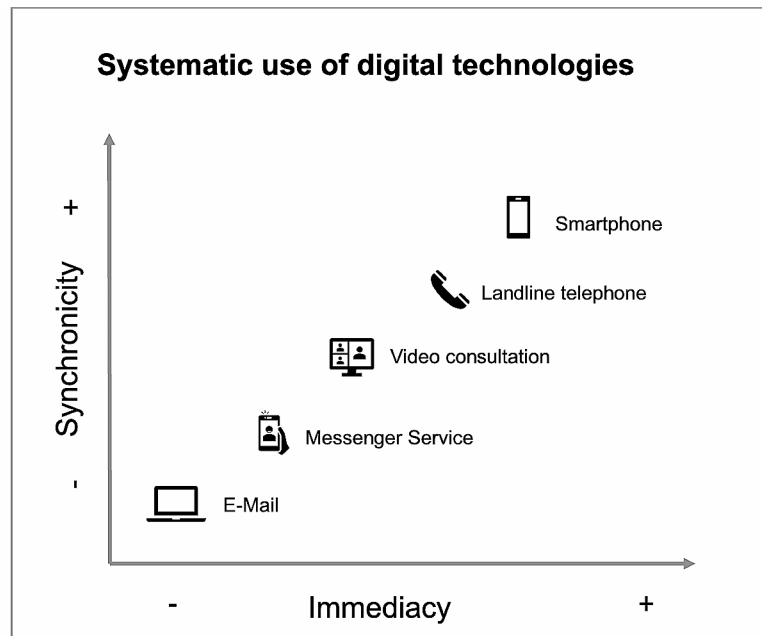 Systematic use of digital technologies
+
Smartphone
Landline telephone
Synchronicity
Video consultation
Messenger Service
-
E-Mail
-
Immediacy
+